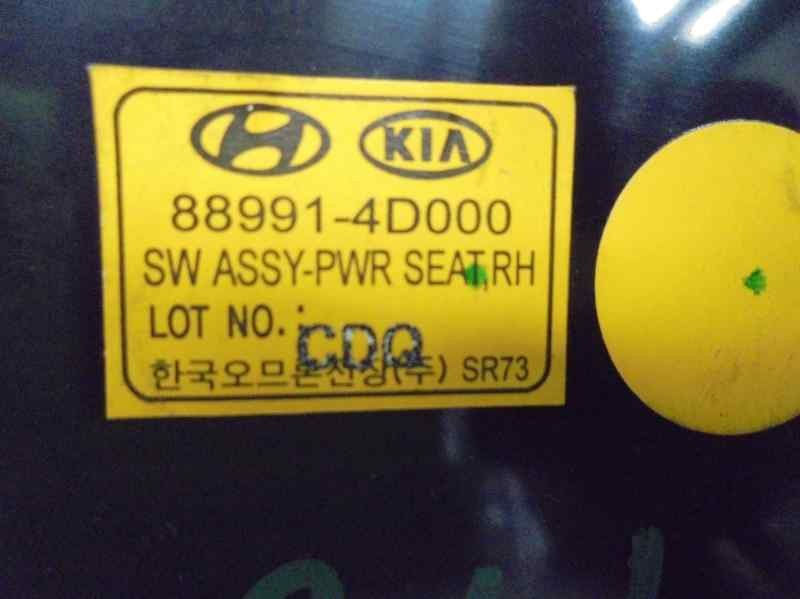 KIA
88991-4D000
SW ASSY-PWR SEAT,RH
LOT NO. :
CDQ
한국오므론전장(주) SR73